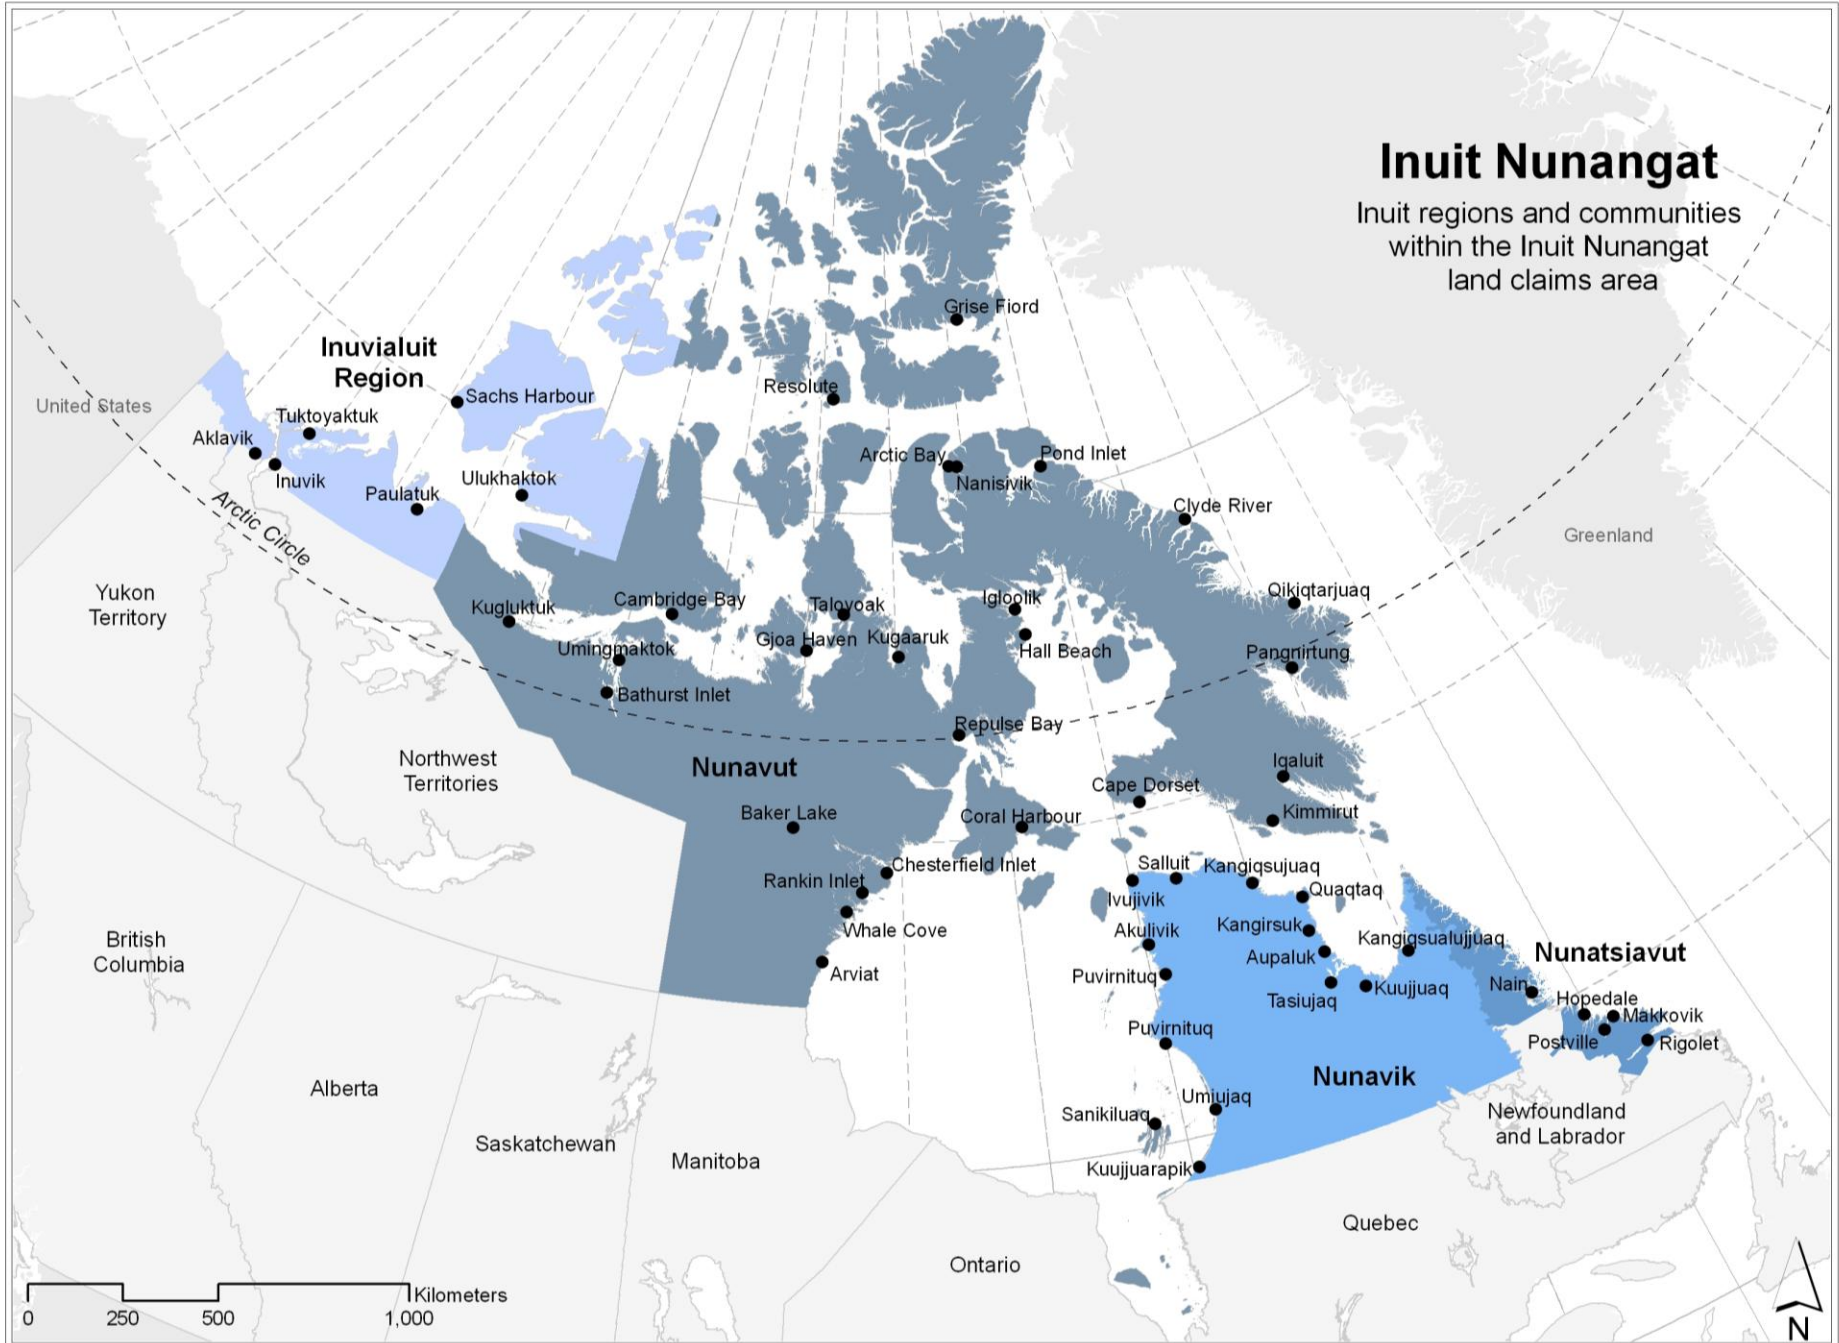 Inuit Nunangat
Inuit regions and communities
within the Inuit Nunangat
land claims area
Grise Fiord
Inuvialuit
Region
Resolute
Sachs Harbour
United States
Tuktoyaktuk
Aklavik
Inuvik
Ulukhaktok
Paulatuk
Arctic Bay
Pond Inlet
Nanisivik
Clyde River
Arctic Circle
Greenland
Yukon
Territory
Kugluktuk
Cambridge Bay
Taloyoak
Igloolik
Qikiqtarjuaq
Umingmaktok
Gjoa Haven
Kugaaruk
Hall Beach
Pangnirtung
Bathurst Inlet
Repulse Bay
Northwest
Territories
Nunavut
Iqaluit
Cape Dorset
Baker Lake
Coral Harbour
Kimmirut
Chesterfield Inlet
Rankin Inlet
Salluit
Kangiqsujuaq
Quaqtaq
Ivujivik
Whale Cove
Akulivik
Kangirsuk
Kangiqsualujjuaq
British
Columbia
Aupaluk
Nunatsiavut
Arviat
Puvirnituq
Tasiujaq
Kuujjuaq
Nain
Hopedale
Makkovik
Puvirnituq
Postville
Rigolet
Nunavik
Alberta
Umiujaq
Sanikiluaq
Newfoundland
and Labrador
Saskatchewan
Manitoba
Kuujjuarapik
Quebec
Ontario
Kilometers
0 250 500 1,000
N